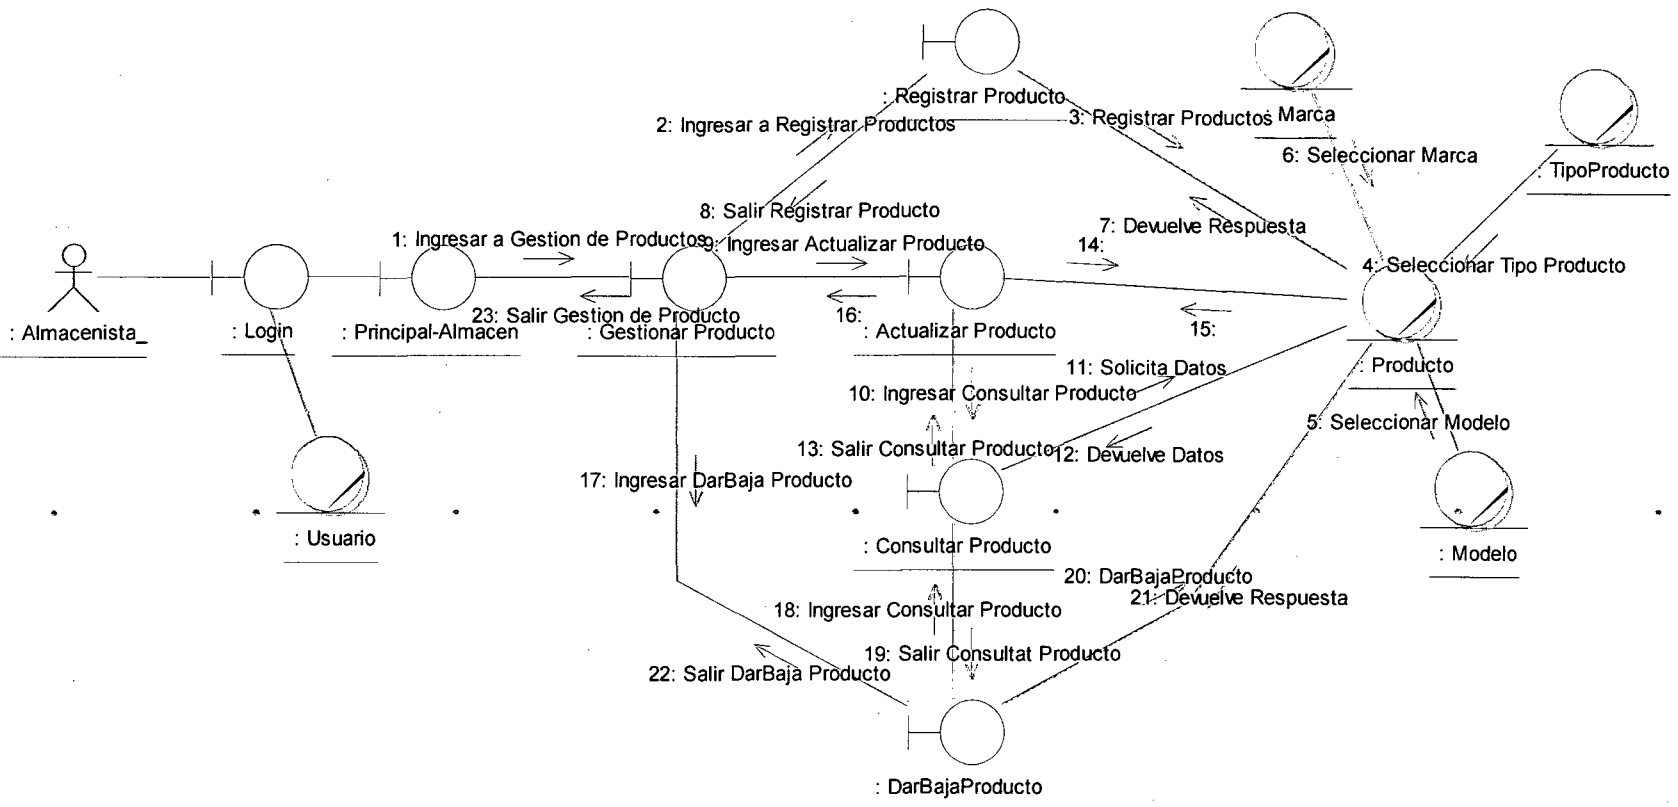 : Registrar Producto
3: Registrar Productos
: Marca
2: Ingresar a Registrar Productos
6: Seleccionar Marca
: TipoProducto
8: Salir Registrar Producto
7: Devuelve Respuesta
1: Ingresar a Gestion de Productos
9: Ingresar Actualizar Producto
14:
4: Seleccionar Tipo Producto
23: Salir Gestion de Producto
16:
15:
: Almacenista_
: Login
: Principal-Almacen
: Gestionar Producto
: Actualizar Producto
: Producto
11: Solicita Datos
10: Ingresar Consultar Producto
5: Seleccionar Modelo
13: Salir Consultar Producto
12: Devuelve Datos
17: Ingresar DarBaja Producto
: Usuario
: Consultar Producto
: Modelo
20: DarBajaProducto
21: Devuelve Respuesta
18: Ingresar Consultar Producto
19: Salir Consultat Producto
22: Salir DarBaja Producto
: DarBajaProducto